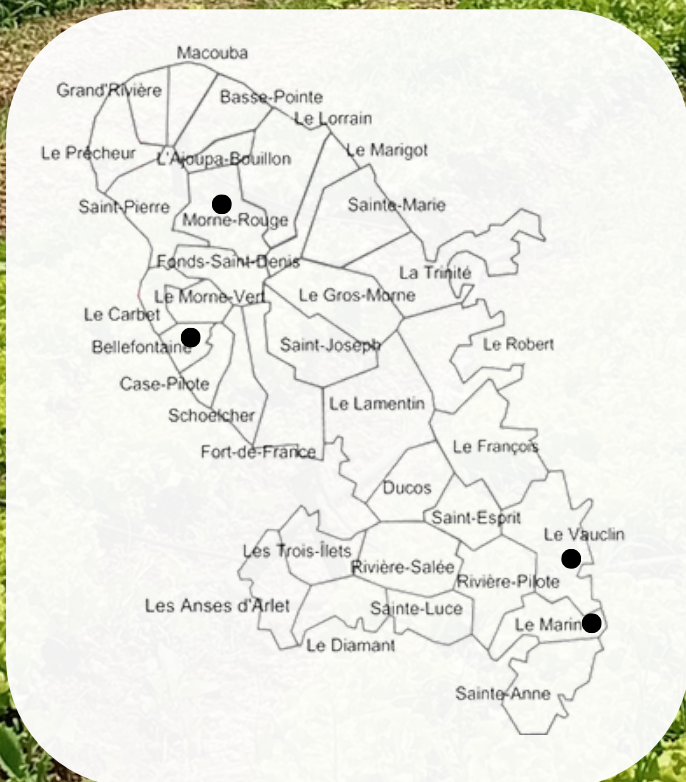 Macouba
Grand'Rivière
Basse-Pointe
Le Lorrain
Le Prêcheur
L'Ajoupa-Bouillon
Le Marigot
Saint-Pierre
Morne-Rouge
Sainte-Marie
Fonds-Saint-Denis
La Trinité
Le Morne-Vert
Le Gros-Morne
Le Carbet
Bellefontaine
Saint-Joseph
Le Robert
Case-Pilote
Schoelcher
Le Lamentin
Fort-de-France
Le François
Ducos
Saint-Esprit
Le Vauclin
Les Trois-Îlets
Rivière-Salée
Rivière-Pilote
Les Anses d'Arlet
Sainte-Luce
Le Marin
Le Diamant
Sainte-Anne